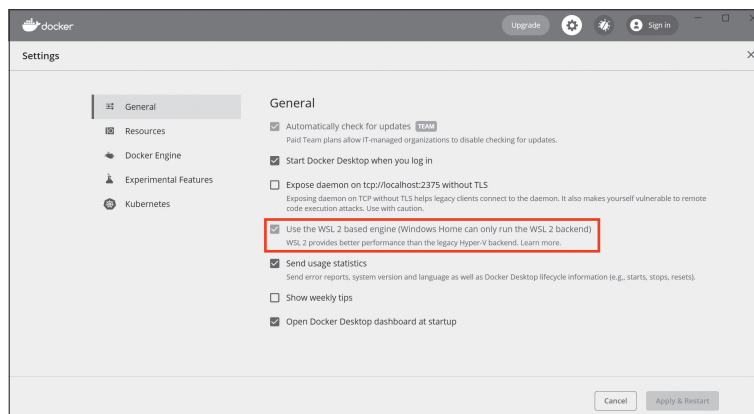 docker
Upgrade
Sign in
Settings
General
Resources
Docker Engine
Experimental Features
Kubernetes
General
Automatically check for updates TEAM
Paid Team plans allow IT-managed organizations to disable checking for updates.
Start Docker Desktop when you log in
Expose daemon on tcp://localhost:2375 without TLS
Exposing daemon on TCP without TLS helps legacy clients connect to the daemon. It also makes yourself vulnerable to remote
code execution attacks. Use with caution.
Use the WSL 2 based engine (Windows Home can only run the WSL 2 backend)
WSL 2 provides better performance than the legacy Hyper-V backend. Learn more.
Send usage statistics
Send error reports, system version and language as well as Docker Desktop lifecycle information (e.g., starts, stops, resets).
Show weekly tips
Open Docker Desktop dashboard at startup
Cancel
Apply & Restart